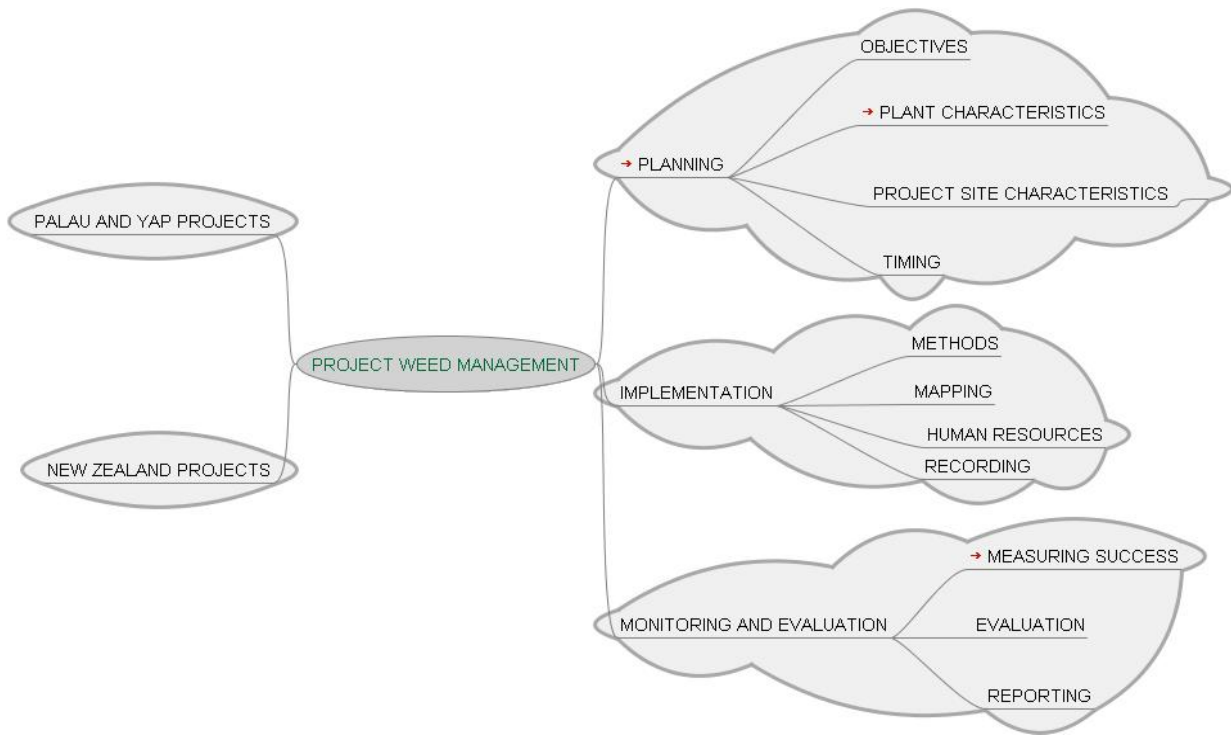 PROJECT WEED MANAGEMENT
PALAU AND YAP PROJECTS
NEW ZEALAND PROJECTS
PLANNING
OBJECTIVES
PLANT CHARACTERISTICS
PROJECT SITE CHARACTERISTICS
TIMING
IMPLEMENTATION
METHODS
MAPPING
HUMAN RESOURCES
RECORDING
MONITORING AND EVALUATION
MEASURING SUCCESS
EVALUATION
REPORTING